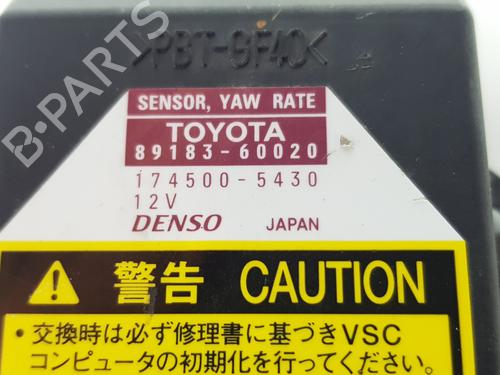 >PBT-GF40<
SENSOR, YAW RATE
TOYOTA
89183-60020
174500-5430
12V
DENSO JAPAN
警告 CAUTION
•交換時は必ず修理書に基づきVSC
コンピュータの初期化を行ってください。
B-PARTS